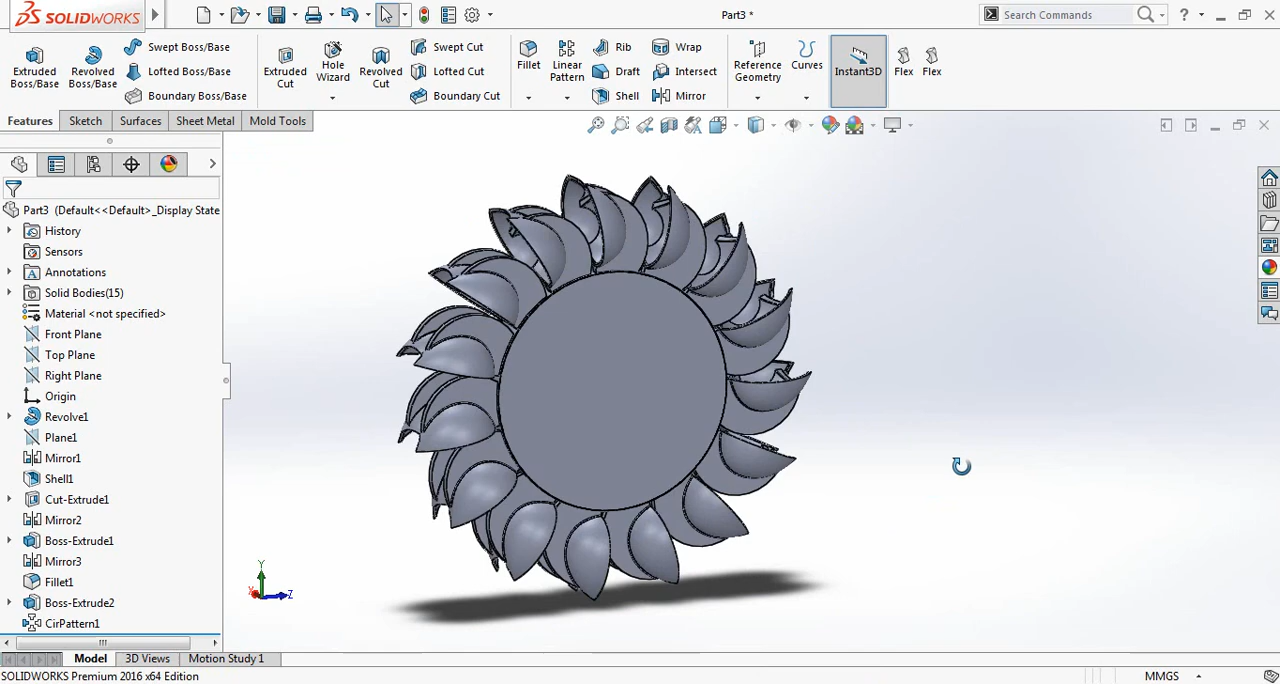 SOLIDWORKS
Part3 *
Search Commands
?
Extruded Boss/Base
Revolved Boss/Base
Swept Boss/Base
Lofted Boss/Base
Boundary Boss/Base
Extruded Cut
Hole Wizard
Revolved Cut
Swept Cut
Lofted Cut
Boundary Cut
Fillet
Linear Pattern
Rib
Draft
Shell
Wrap
Intersect
Mirror
Reference Geometry
Curves
Instant3D
Flex
Flex
Features
Sketch
Surfaces
Sheet Metal
Mold Tools
Part3 (Default<<Default>_Display State
History
Sensors
Annotations
Solid Bodies(15)
Material <not specified>
Front Plane
Top Plane
Right Plane
Origin
Revolve1
Plane1
Mirror1
Shell1
Cut-Extrude1
Mirror2
Boss-Extrude1
Mirror3
Fillet1
Boss-Extrude2
CirPattern1
Y
Z
Model
3D Views
Motion Study 1
SOLIDWORKS Premium 2016 x64 Edition
MMGS